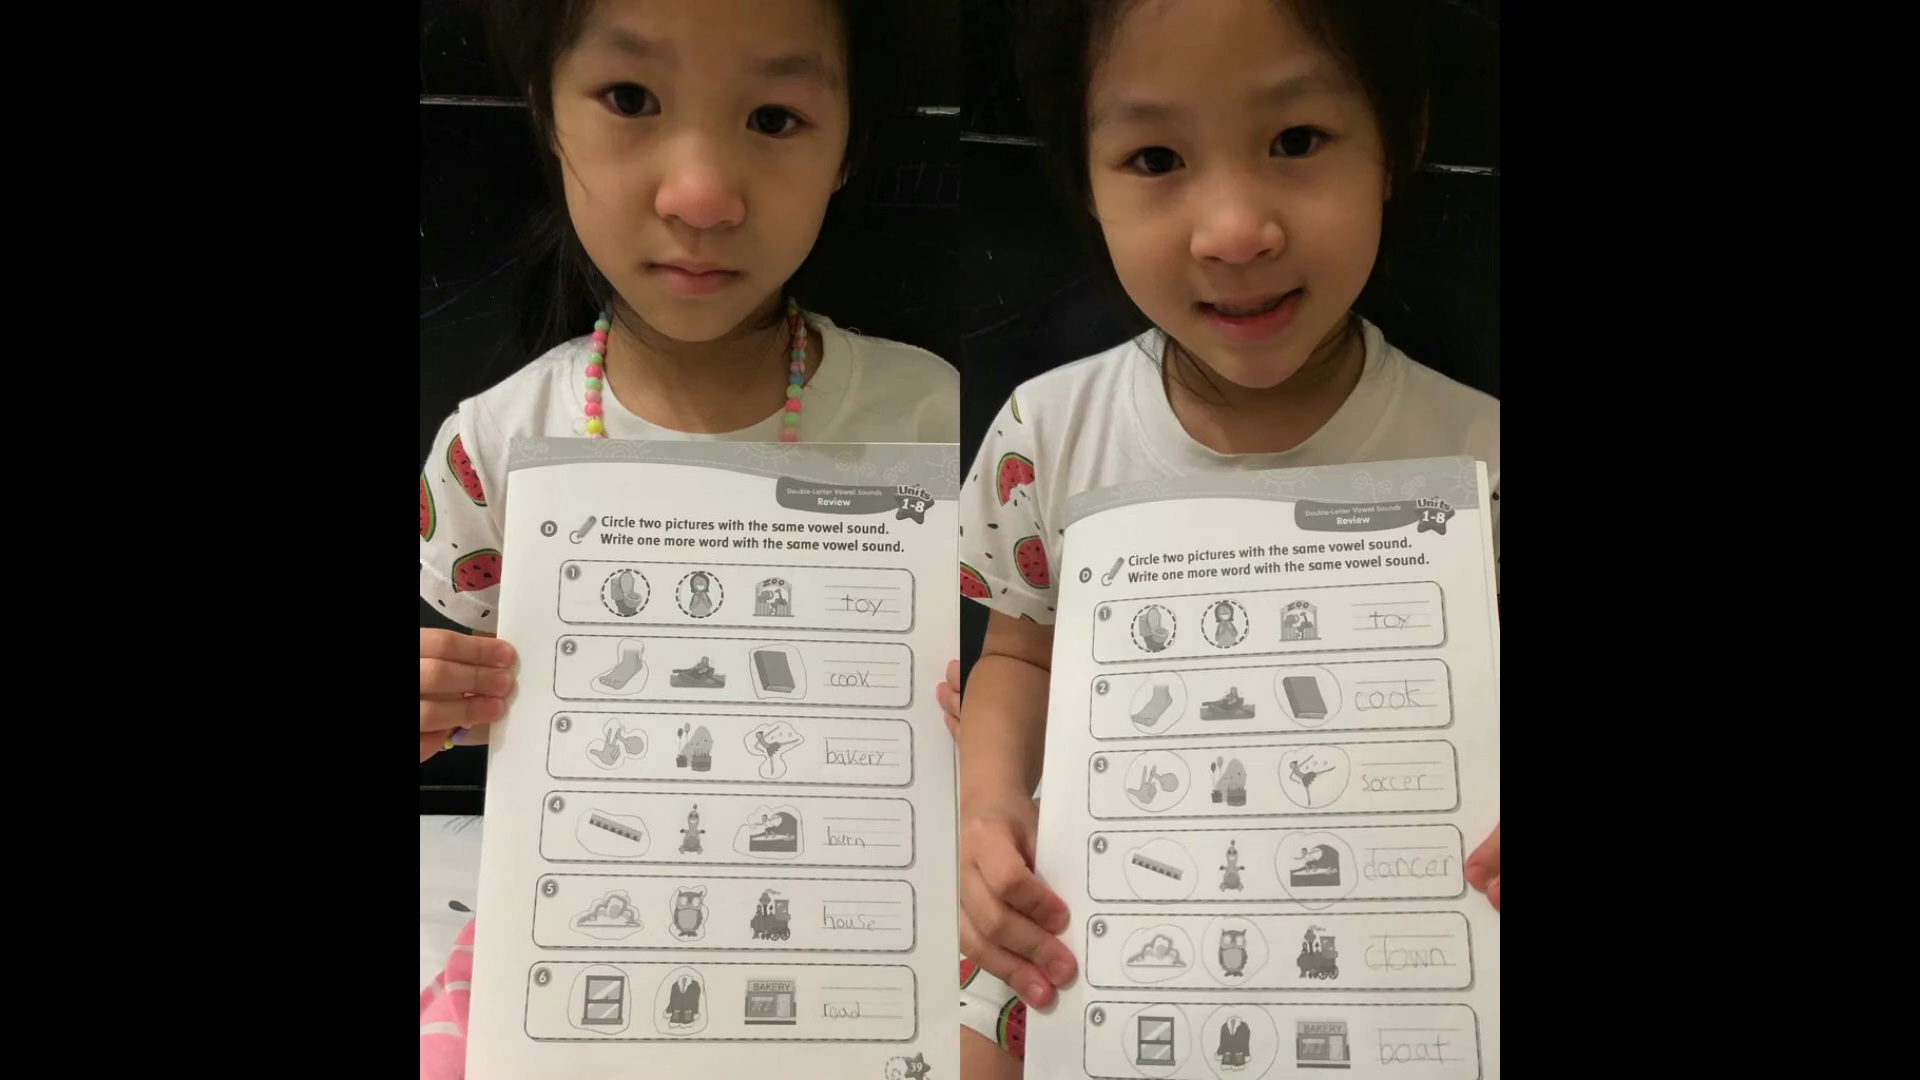 Double-Letter Vowel Sounds
Review
Units
1-8
D Circle two pictures with the same vowel sound.
Write one more word with the same vowel sound.
1 ZOO toy
2 cook
3 bakery
4 burn
5 house
6 BAKERY road
39
Double-Letter Vowel Sounds
Review
Units
1-8
D Circle two pictures with the same vowel sound.
Write one more word with the same vowel sound.
1 ZOO toy
2 cook
3 soccer
4 dancer
5 clown
6 BAKERY boat